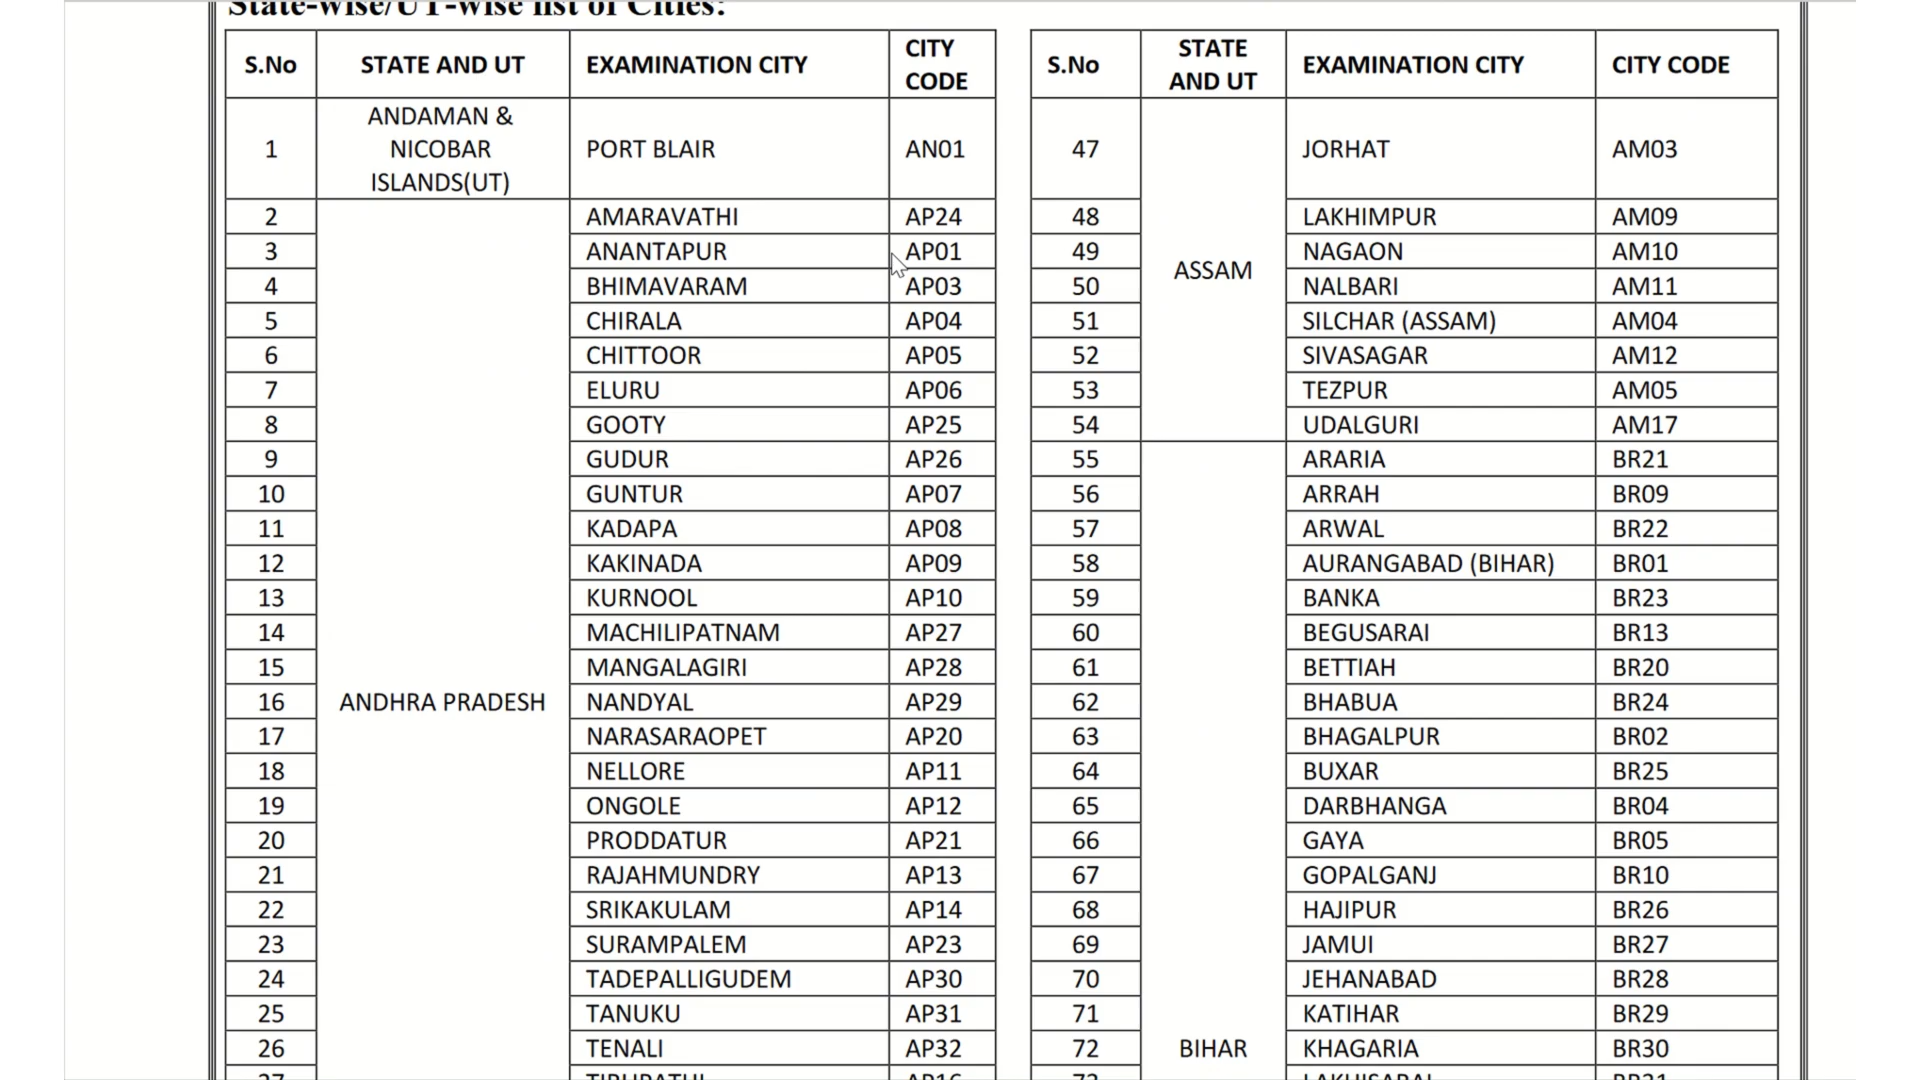 State-wise/UT-wise list of Cities:
S.No STATE AND UT EXAMINATION CITY CITY CODE
1 ANDAMAN & NICOBAR ISLANDS(UT) PORT BLAIR AN01
2 AMARAVATHI AP24
3 ANANTAPUR AP01
4 BHIMAVARAM AP03
5 CHIRALA AP04
6 CHITTOOR AP05
7 ELURU AP06
8 GOOTY AP25
9 GUDUR AP26
10 GUNTUR AP07
11 KADAPA AP08
12 KAKINADA AP09
13 KURNOOL AP10
14 MACHILIPATNAM AP27
15 MANGALAGIRI AP28
16 ANDHRA PRADESH NANDYAL AP29
17 NARASARAOPET AP20
18 NELLORE AP11
19 ONGOLE AP12
20 PRODDATUR AP21
21 RAJAHMUNDRY AP13
22 SRIKAKULAM AP14
23 SURAMPALEM AP23
24 TADEPALLIGUDEM AP30
25 TANUKU AP31
26 TENALI AP32
27 TIRUPATHI AP16
S.No STATE AND UT EXAMINATION CITY CITY CODE
47 JORHAT AM03
48 LAKHIMPUR AM09
49 ASSAM NAGAON AM10
50 NALBARI AM11
51 SILCHAR (ASSAM) AM04
52 SIVASAGAR AM12
53 TEZPUR AM05
54 UDALGURI AM17
55 ARARIA BR21
56 ARRAH BR09
57 ARWAL BR22
58 AURANGABAD (BIHAR) BR01
59 BANKA BR23
60 BEGUSARAI BR13
61 BETTIAH BR20
62 BHABUA BR24
63 BHAGALPUR BR02
64 BUXAR BR25
65 DARBHANGA BR04
66 GAYA BR05
67 GOPALGANJ BR10
68 HAJIPUR BR26
69 JAMUI BR27
70 JEHANABAD BR28
71 KATIHAR BR29
72 BIHAR KHAGARIA BR30
73 LAKHISARAI BR31